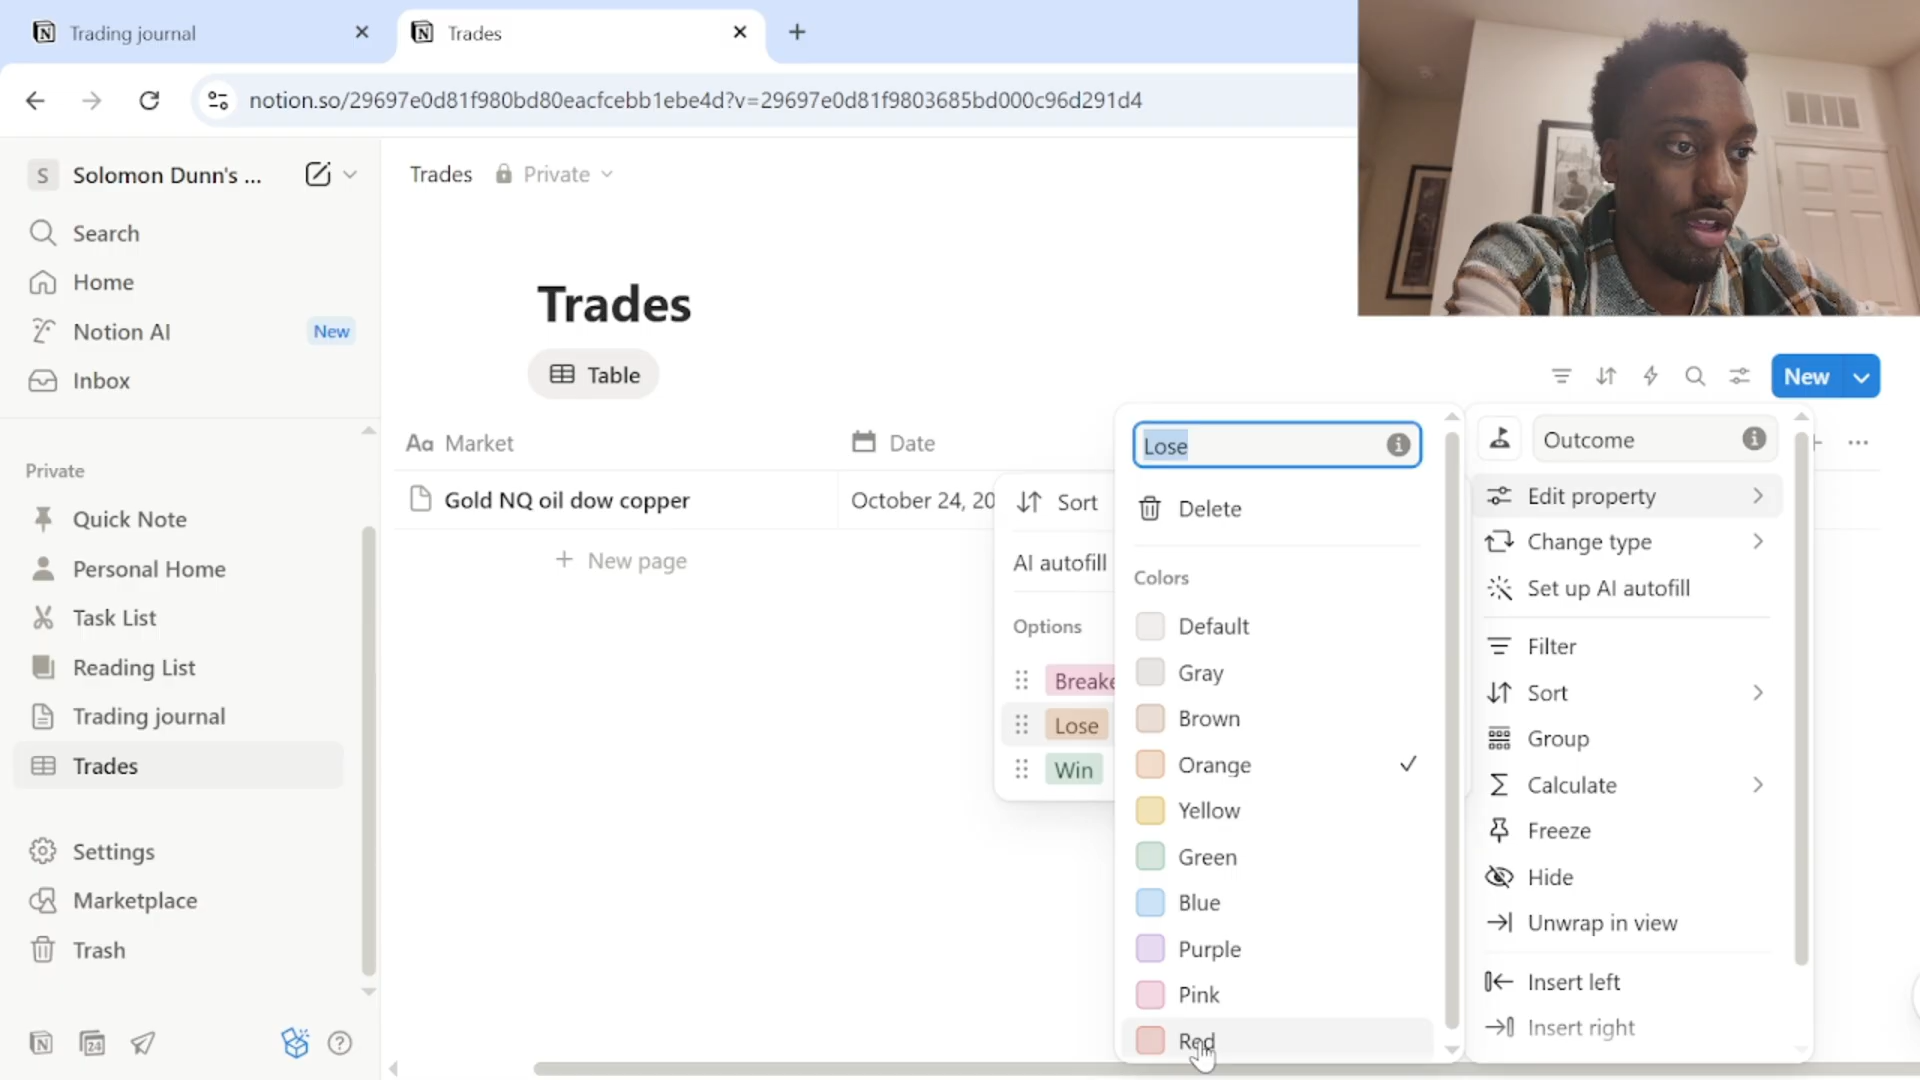 Trading journal
Trades
notion.so/29697e0d81f980bd80eacfcebb1ebe4d?v=29697e0d81f9803685bd000c96d291d4
S
Solomon Dunn's ...
Search
Home
Notion AI
New
Inbox
Private
Quick Note
Personal Home
Task List
Reading List
Trading journal
Trades
Settings
Marketplace
Trash
24
Trades
Private
Trades
Table
New
Aa Market
Date
Gold NQ oil dow copper
October 24, 20
+ New page
Sort
AI autofill
Options
Breake
Lose
Win
Lose
Delete
Colors
Default
Gray
Brown
Orange
Yellow
Green
Blue
Purple
Pink
Red
Outcome
Edit property
Change type
Set up AI autofill
Filter
Sort
Group
Calculate
Freeze
Hide
Unwrap in view
Insert left
Insert right